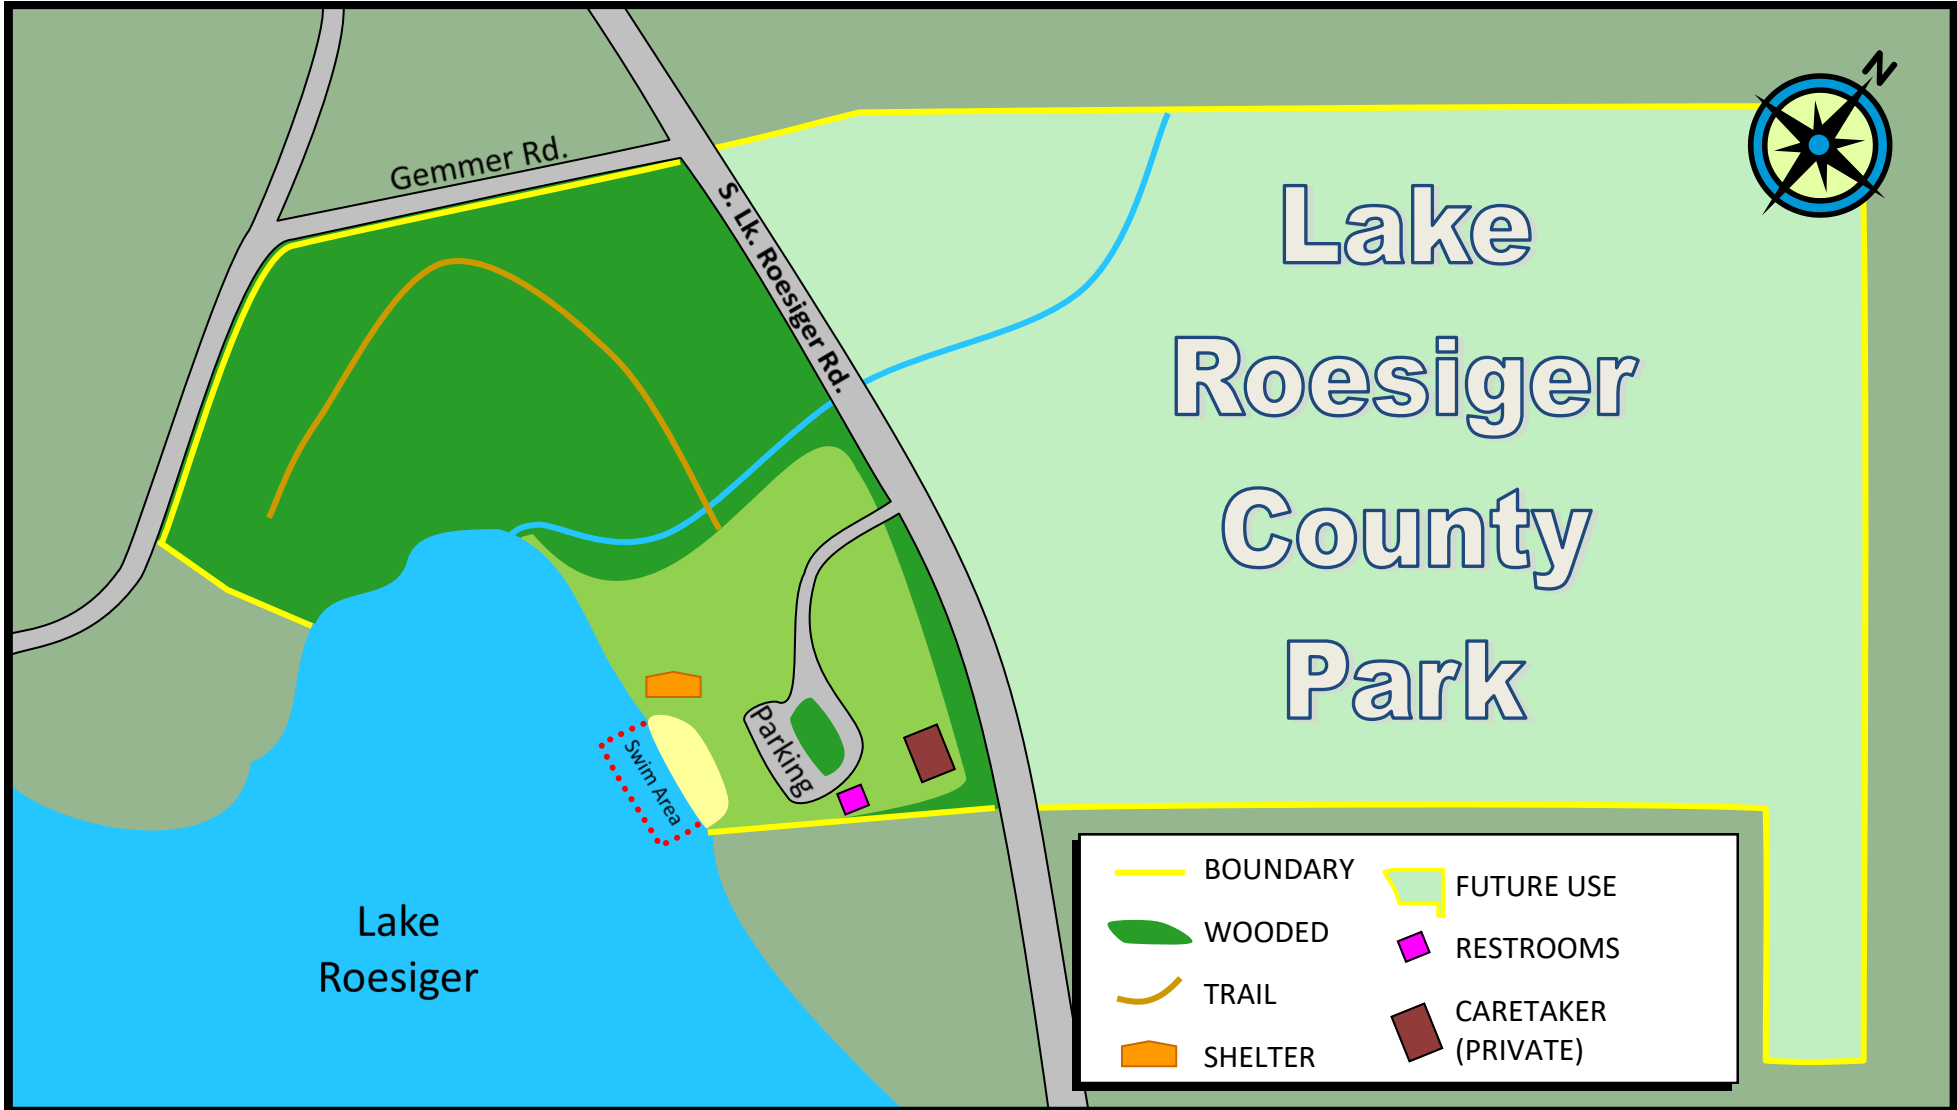 N
Gemmer Rd.
S. Lk. Roesiger Rd.
Lake
Roesiger
County
Park
Parking
Swim Area
Lake
Roesiger
BOUNDARY
WOODED
TRAIL
SHELTER
FUTURE USE
RESTROOMS
CARETAKER
(PRIVATE)